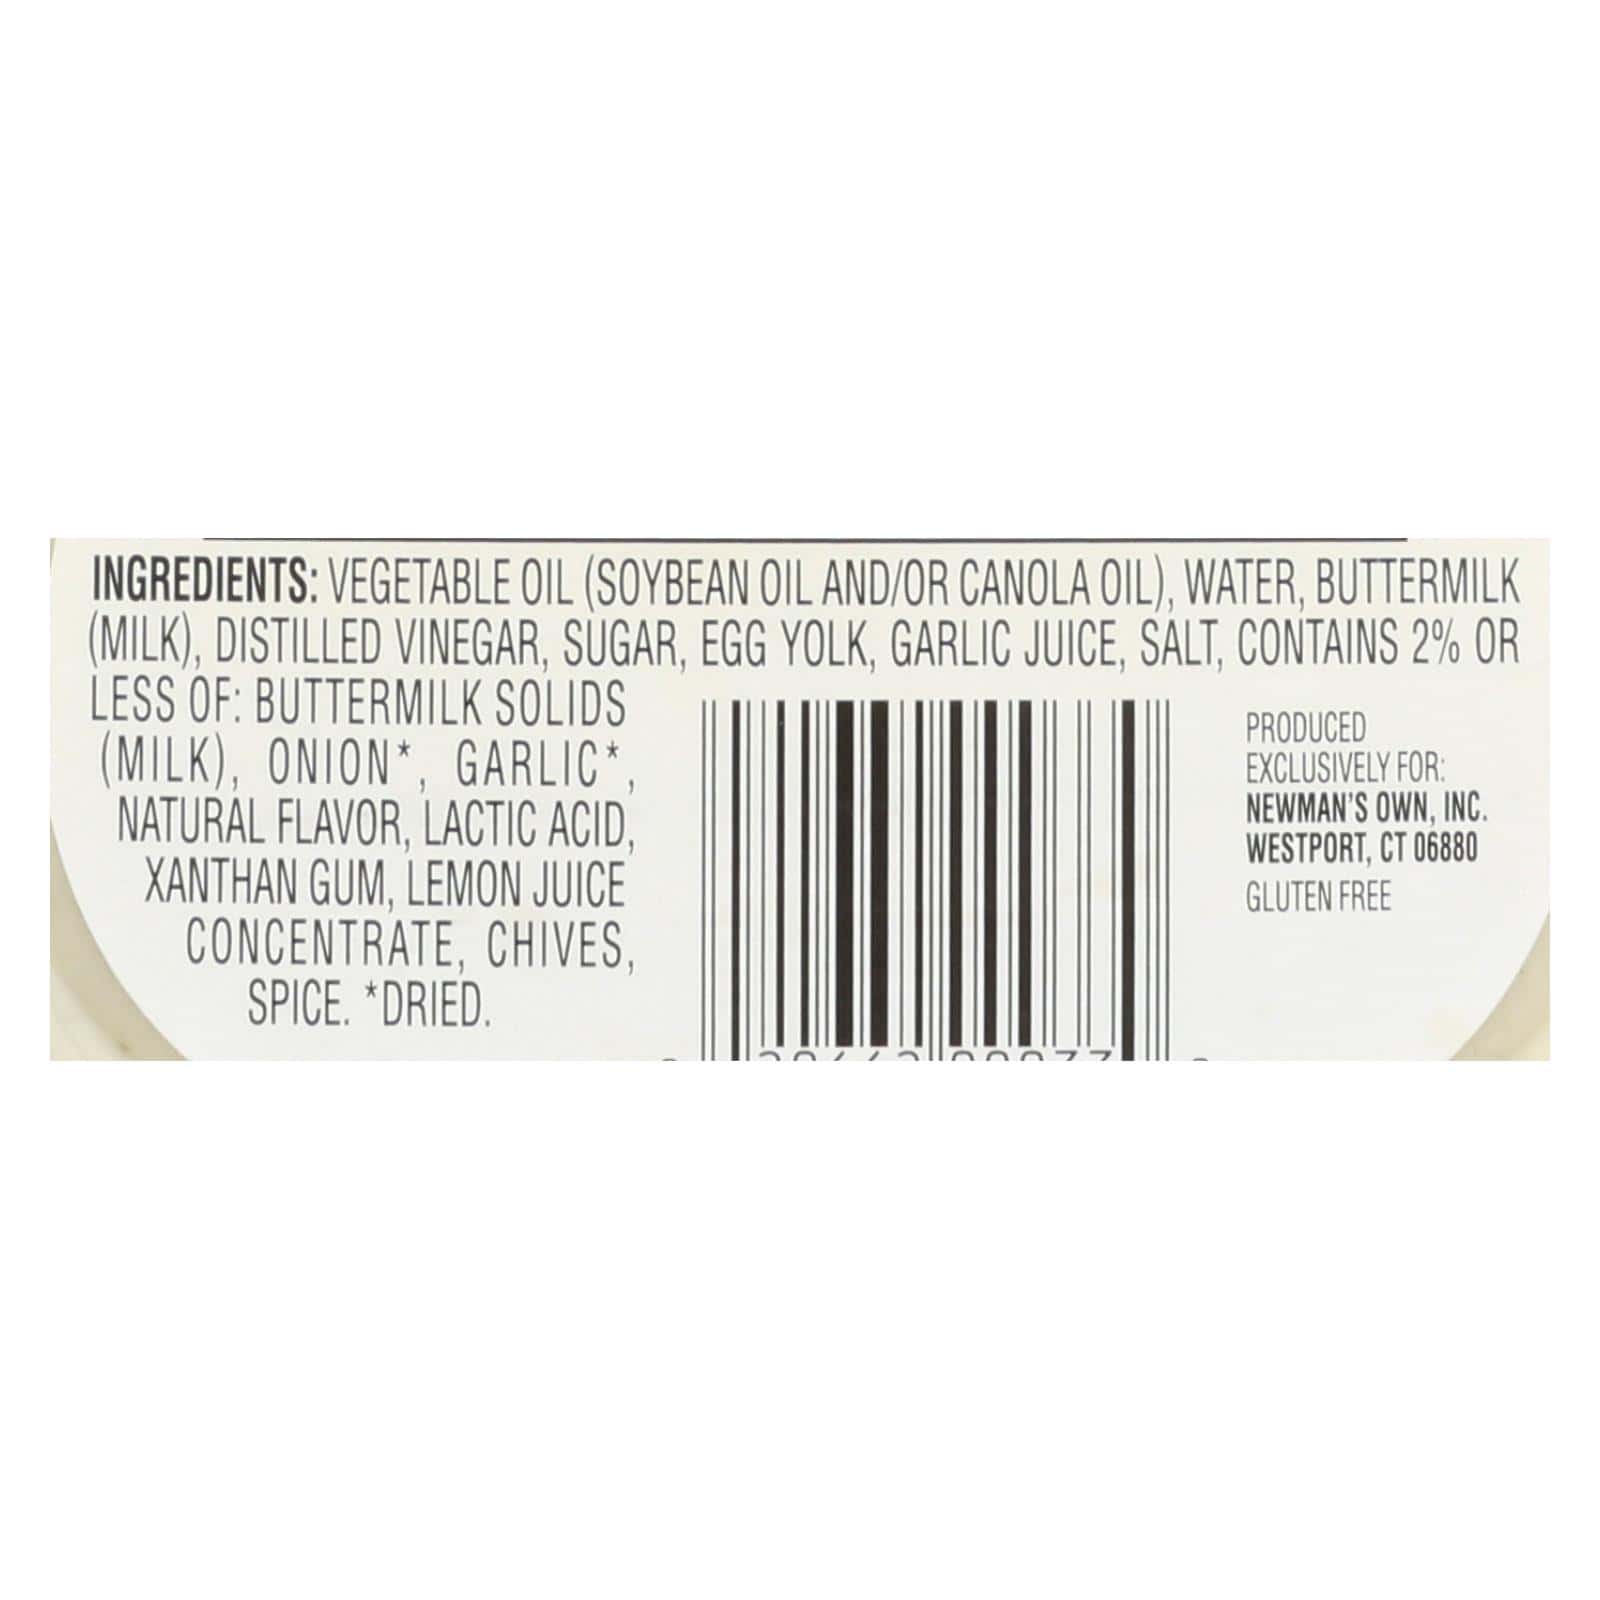 INGREDIENTS: VEGETABLE OIL (SOYBEAN OIL AND/OR CANOLA OIL), WATER, BUTTERMILK
(MILK), DISTILLED VINEGAR, SUGAR, EGG YOLK, GARLIC JUICE, SALT, CONTAINS 2% OR
LESS OF: BUTTERMILK SOLIDS
(MILK), ONION*, GARLIC*,
NATURAL FLAVOR, LACTIC ACID,
XANTHAN GUM, LEMON JUICE
CONCENTRATE, CHIVES,
SPICE. *DRIED.
PRODUCED
EXCLUSIVELY FOR:
NEWMAN'S OWN, INC.
WESTPORT, CT 06880
GLUTEN FREE